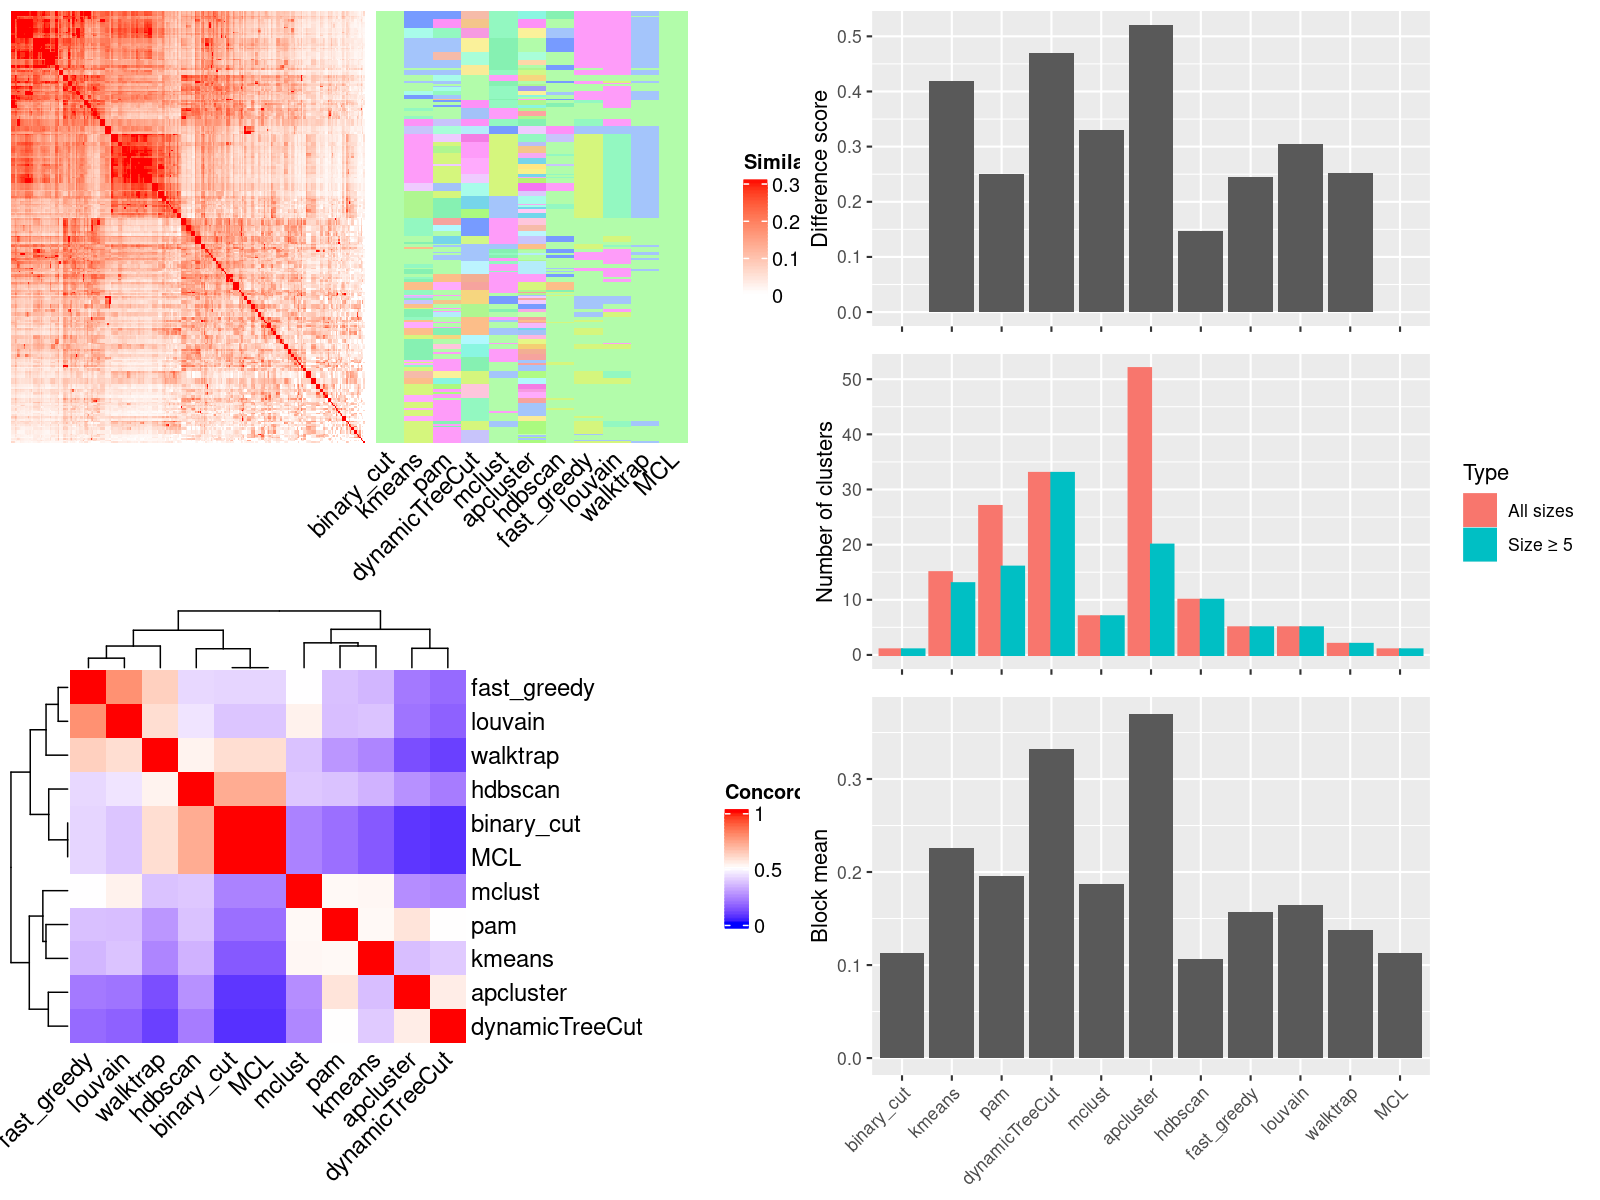 Simila
0.3
0.2
0.1
0
binary_cut
kmeans
pam
dynamicTreeCut
mclust
apcluster
hdbscan
fast_greedy
louvain
walktrap
MCL
fast_greedy
louvain
walktrap
hdbscan
binary_cut
MCL
mclust
pam
kmeans
apcluster
dynamicTreeCut
fast_greedy
louvain
walktrap
hdbscan
binary_cut
MCL
mclust
pam
kmeans
apcluster
dynamicTreeCut
Concord
1
0.5
0
Difference score
0.5
0.4
0.3
0.2
0.1
0.0
Number of clusters
50
40
30
20
10
0
Type
All sizes
Size ≥ 5
Block mean
0.3
0.2
0.1
0.0
binary_cut
kmeans
pam
dynamicTreeCut
mclust
apcluster
hdbscan
fast_greedy
louvain
walktrap
MCL